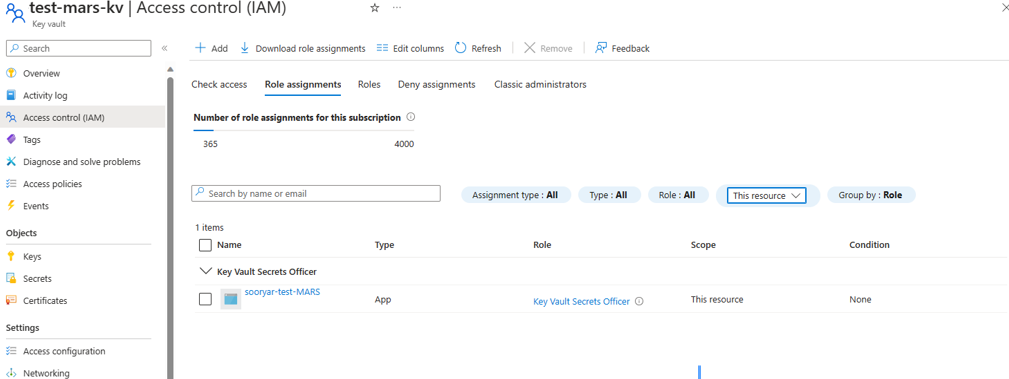 test-mars-kv | Access control (IAM) ☆ ···
Key vault
Search
+ Add Download role assignments Edit columns Refresh Remove Feedback
Overview
Activity log
Access control (IAM)
Tags
Diagnose and solve problems
Access policies
Events
Objects
Keys
Secrets
Certificates
Settings
Access configuration
Networking
Check access Role assignments Roles Deny assignments Classic administrators
Number of role assignments for this subscription
365 4000
Search by name or email Assignment type : All Type : All Role : All This resource Group by : Role
1 items
Name Type Role Scope Condition
Key Vault Secrets Officer
sooryar-test-MARS App Key Vault Secrets Officer This resource None